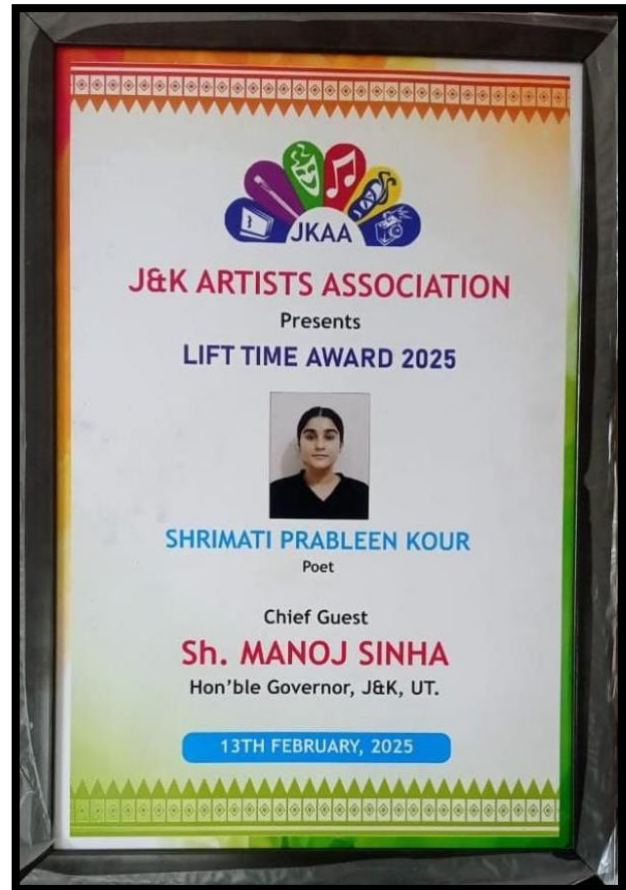 JKAA
J&K ARTISTS ASSOCIATION
Presents
LIFT TIME AWARD 2025
SHRIMATI PRABLEEN KOUR
Poet
Chief Guest
Sh. MANOJ SINHA
Hon'ble Governor, J&K, UT.
13TH FEBRUARY, 2025